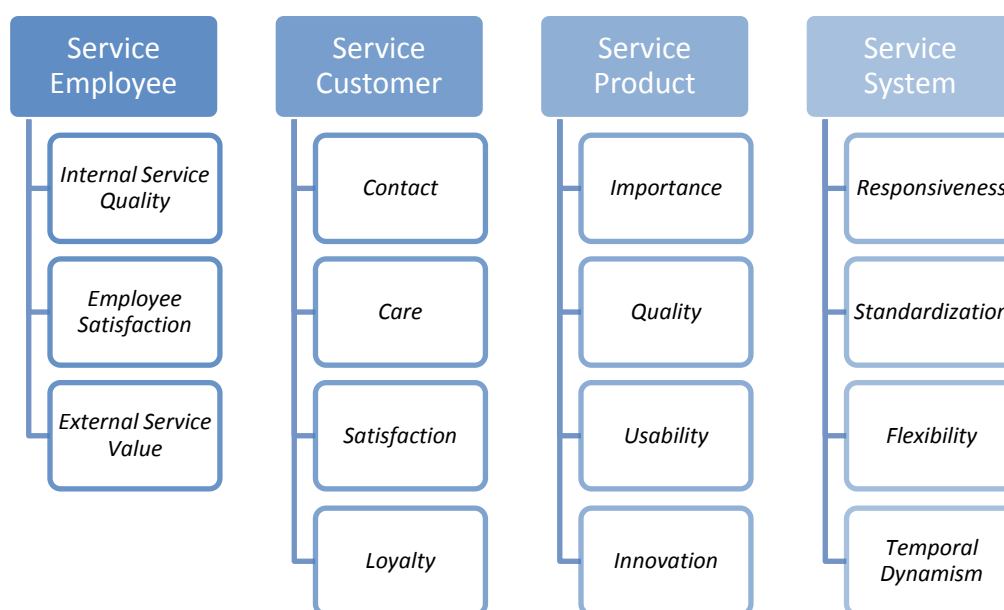 Service
Employee
Internal Service
Quality
Employee
Satisfaction
External Service
Value
Service
Customer
Contact
Care
Satisfaction
Loyalty
Service
Product
Importance
Quality
Usability
Innovation
Service
System
Responsiveness
Standardization
Flexibility
Temporal
Dynamism